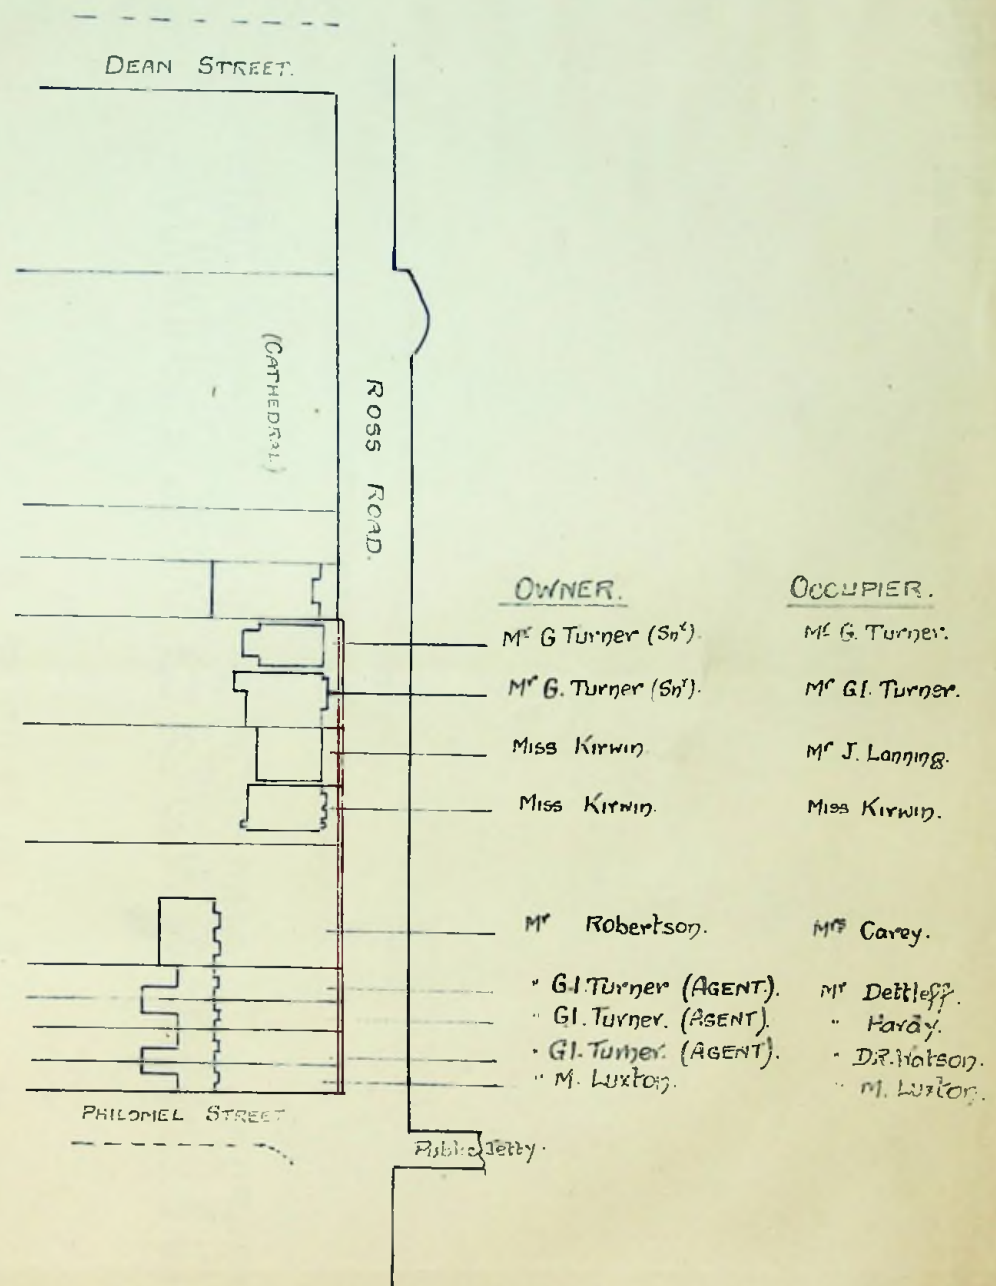 DEAN STREET.
(CATHEDRAL)
ROSS ROAD.
OWNER. OCCUPIER.
Mr G Turner (Snr). Mr G. Turner.
Mr G. Turner (Snr). Mr G.I. Turner.
Miss Kirwin Mr J. Lanning.
Miss Kirwin. Miss Kirwin.
Mr Robertson. Mrs Carey.
" G.I. Turner (AGENT). Mr Dettleff.
" G.I. Turner. (AGENT). " Hardy.
" G.I. Turner. (AGENT). " D.R. Watson.
" M. Luxton. " M. Luxton.
PHILOMEL STREET
Public Jetty.